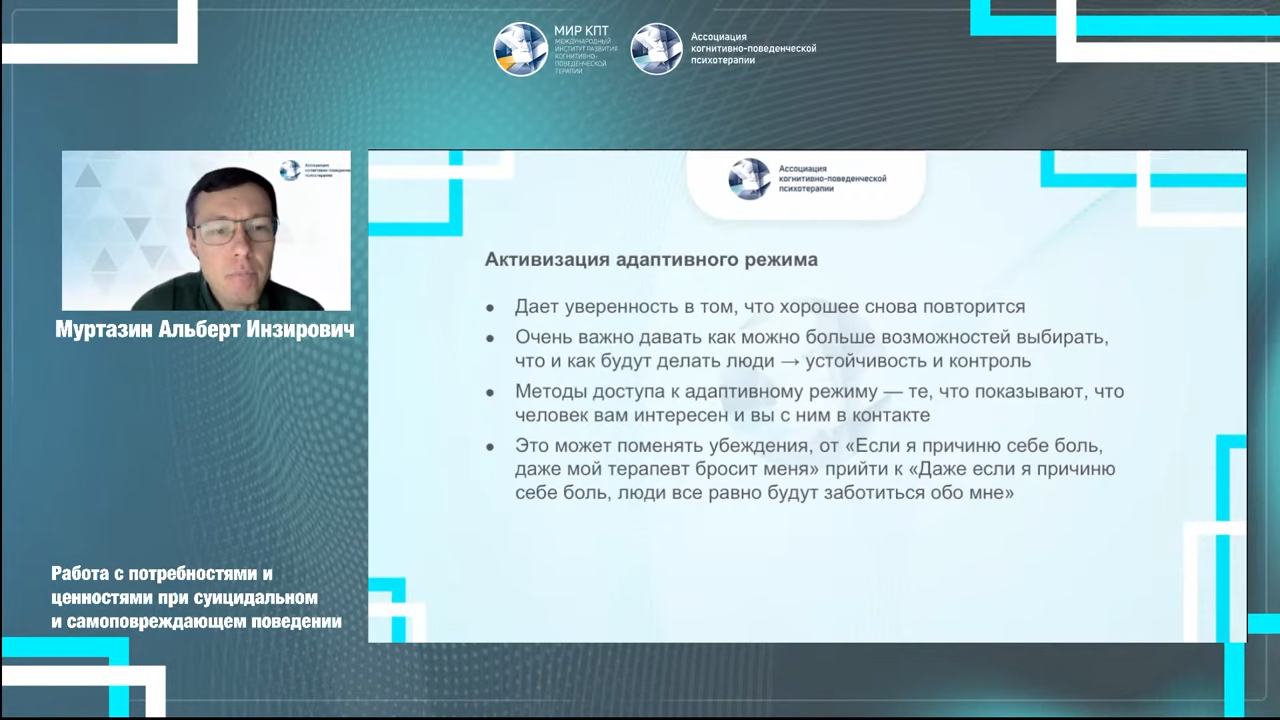 МИР КПТ
МЕЖДУНАРОДНЫЙ
ИНСТИТУТ РАЗВИТИЯ
КОГНИТИВНО-
ПОВЕДЕНЧЕСКОЙ
ТЕРАПИИ
Ассоциация
когнитивно-поведенческой
психотерапии
Ассоциация
когнитивно-поведенческой
психотерапии
Ассоциация
когнитивно-поведенческой
психотерапии
Активизация адаптивного режима
● Дает уверенность в том, что хорошее снова повторится
● Очень важно давать как можно больше возможностей выбирать,
что и как будут делать люди → устойчивость и контроль
● Методы доступа к адаптивному режиму — те, что показывают, что
человек вам интересен и вы с ним в контакте
● Это может поменять убеждения, от «Если я причиню себе боль,
даже мой терапевт бросит меня» прийти к «Даже если я причиню
себе боль, люди все равно будут заботиться обо мне»
Муртазин Альберт Инзирович
Работа с потребностями и
ценностями при суицидальном
и самоповреждающем поведении